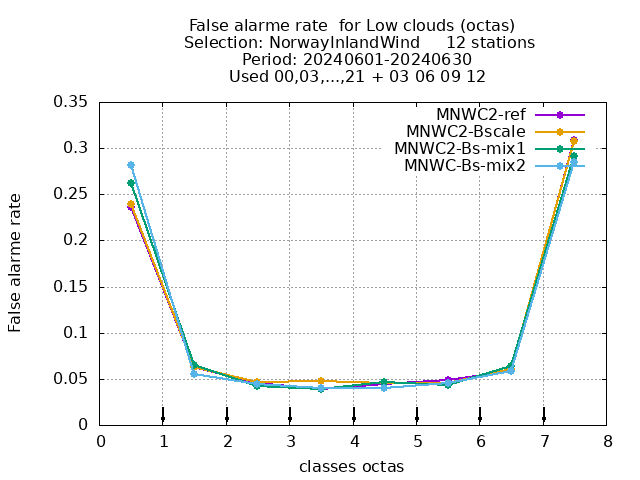 False alarme rate  for Low clouds (octas)
Selection: NorwayInlandWind     12 stations
Period: 20240601-20240630
Used 00,03,...,21 + 03 06 09 12
MNWC2-ref
MNWC2-Bscale
MNWC2-Bs-mix1
MNWC-Bs-mix2
False alarme rate
0.35
0.3
0.25
0.2
0.15
0.1
0.05
0
0 1 2 3 4 5 6 7 8
classes octas